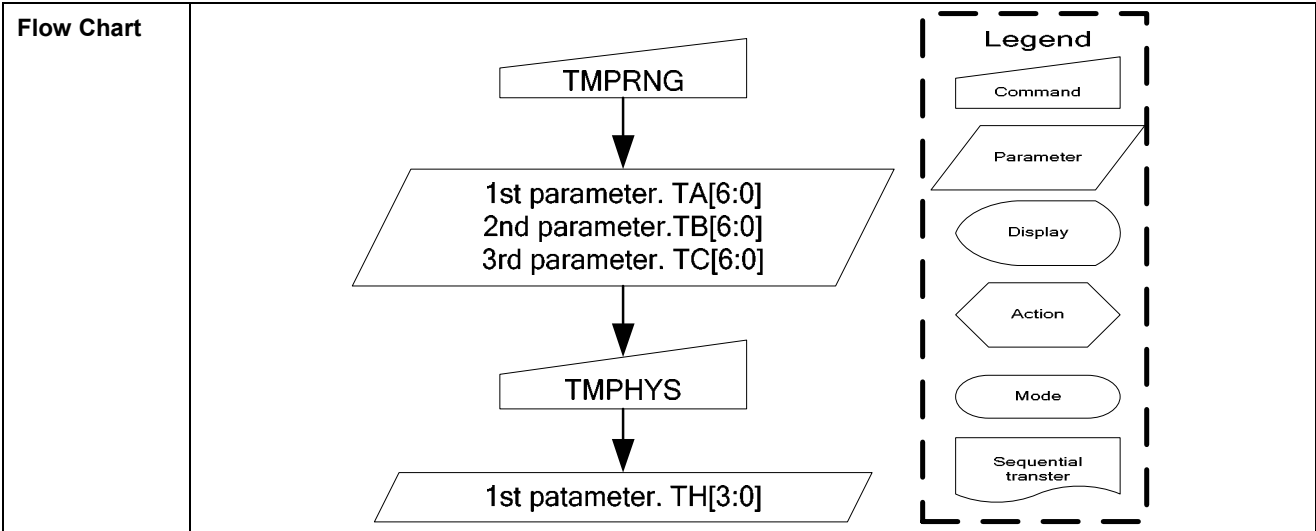 Flow Chart
TMPRNG
1st parameter. TA[6:0]
2nd parameter.TB[6:0]
3rd parameter. TC[6:0]
TMPHYS
1st patameter. TH[3:0]
Legend
Command
Parameter
Display
Action
Mode
Sequential
transter